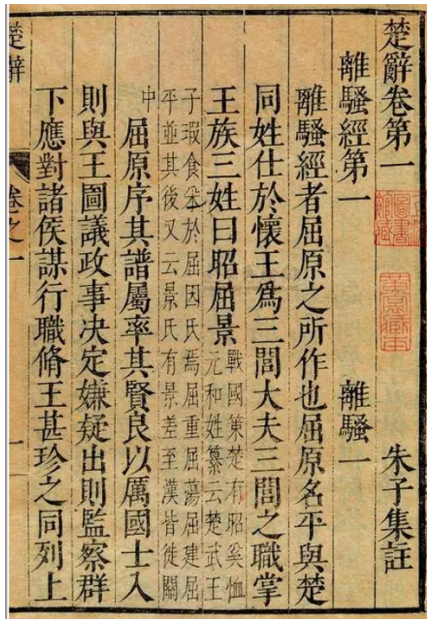 楚辭卷第一 朱子集註
離騷經第一 離騷一
離騷經者屈原之所作也屈原名平與楚
同姓仕於懷王爲三閭大夫三閭之職掌
王族三姓曰昭屈景
戰國策楚有昭奚恤
元和姓纂云楚武王
子瑕食采於屈因氏焉屈重屈蕩屈建屈
平並其後又云景氏有景差至漢皆徙關
中
屈原序其譜屬率其賢良以厲國士入
則與王圖議政事决定嫌疑出則監察群
下應對諸侯謀行職脩王甚珍之同列上
楚辭 卷之一 一